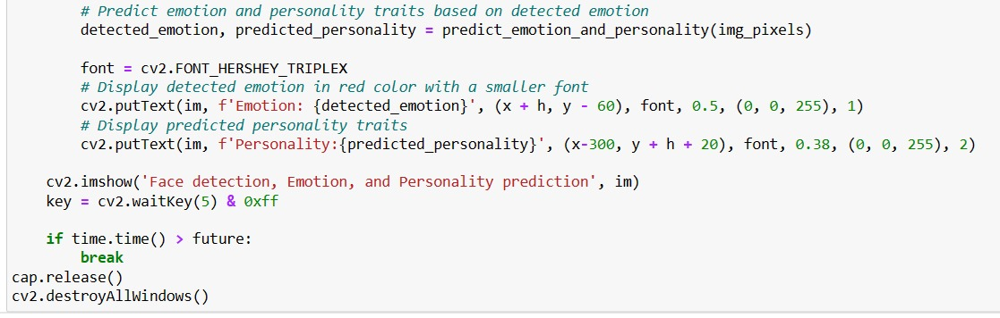 # Predict emotion and personality traits based on detected emotion
detected_emotion, predicted_personality = predict_emotion_and_personality(img_pixels)
font = cv2.FONT_HERSHEY_TRIPLEX
# Display detected emotion in red color with a smaller font
cv2.putText(im, f'Emotion: {detected_emotion}', (x + h, y - 60), font, 0.5, (0, 0, 255), 1)
# Display predicted personality traits
cv2.putText(im, f'Personality:{predicted_personality}', (x-300, y + h + 20), font, 0.38, (0, 0, 255), 2)
cv2.imshow('Face detection, Emotion, and Personality prediction', im)
key = cv2.waitKey(5) & 0xff
if time.time() > future:
break
cap.release()
cv2.destroyAllWindows()